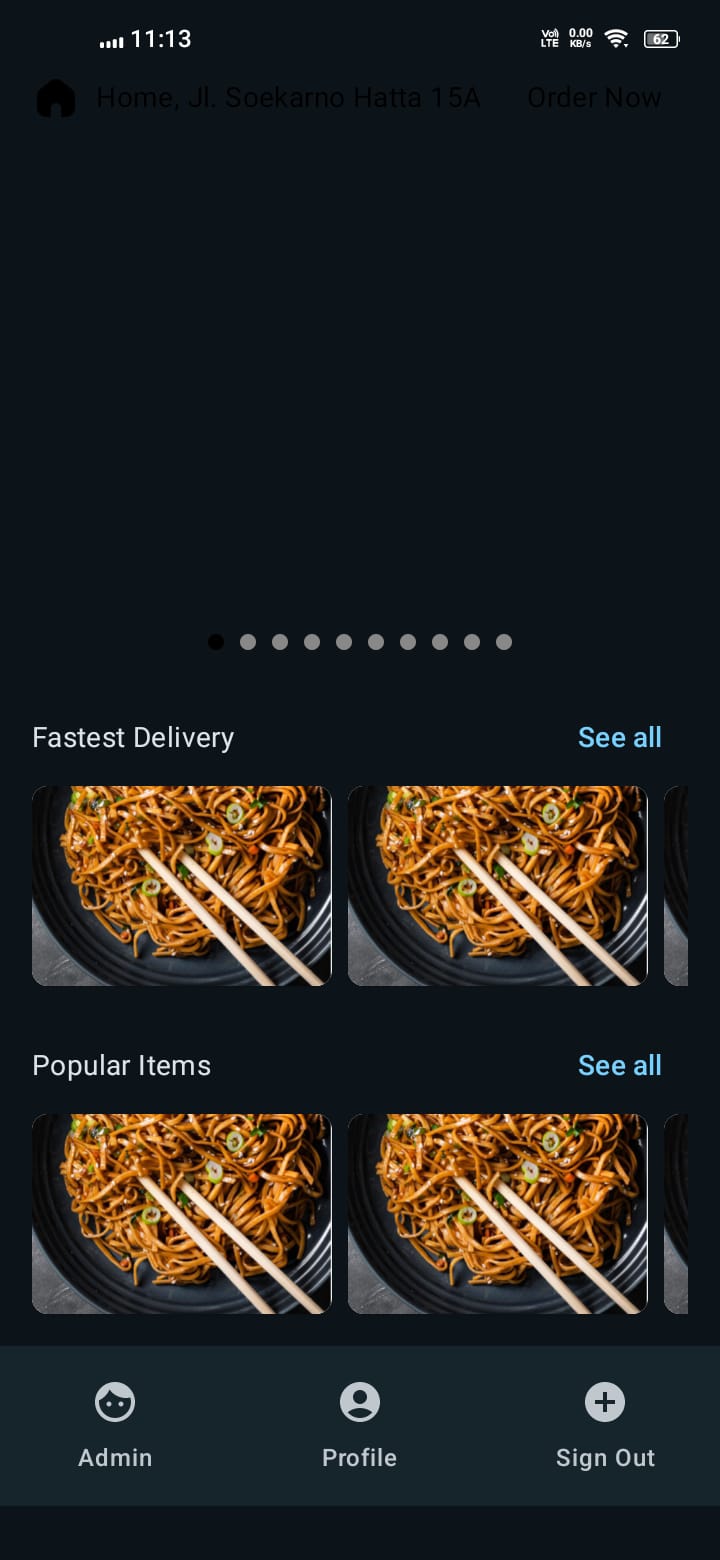 11:13
Vo) LTE
0.00 KB/s
62
Home, Jl. Soekarno Hatta 15A
Order Now
Fastest Delivery
See all
Popular Items
See all
Admin
Profile
Sign Out